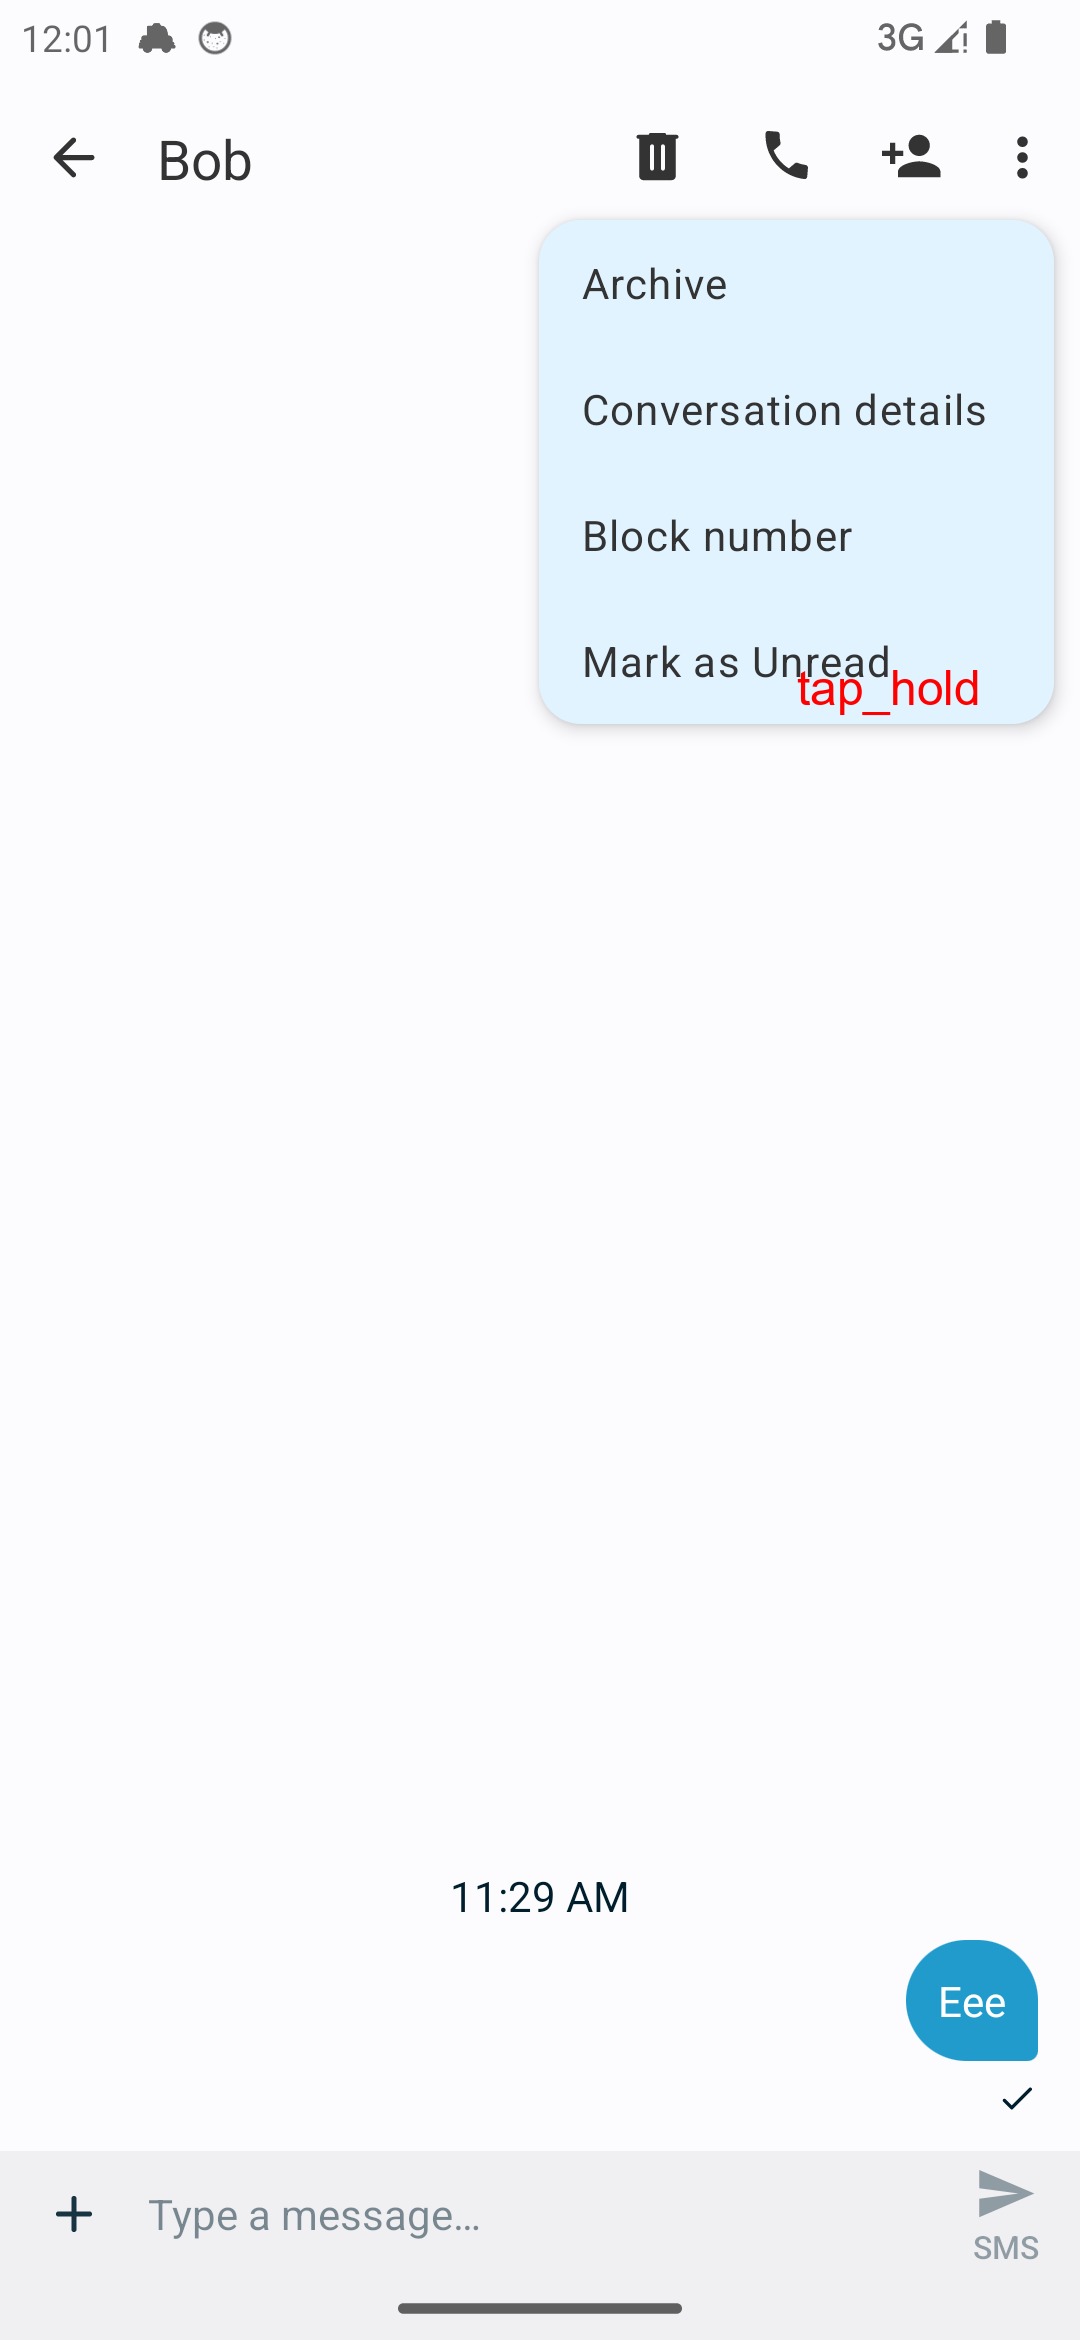 12:01 3G
Bob
Archive
Conversation details
Block number
Mark as Unread
tap_hold
11:29 AM
Eee
Type a message...
SMS